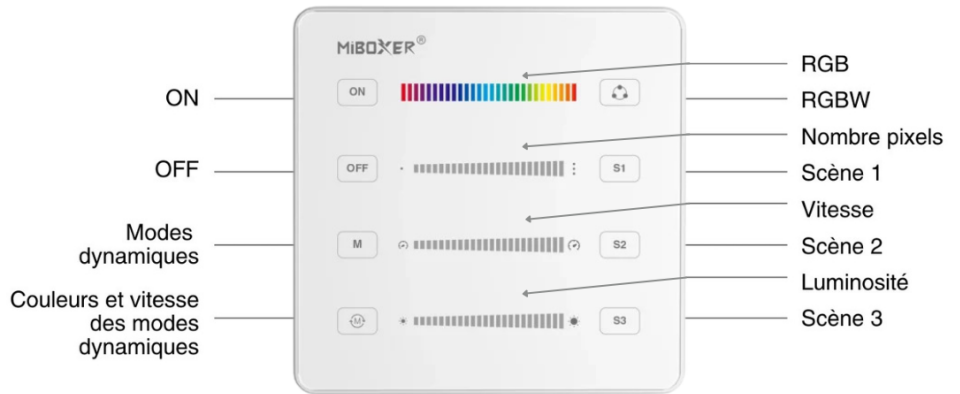 MiBOXER®
ON
OFF
M
M
S1
S2
S3
ON
OFF
Modes
dynamiques
Couleurs et vitesse
des modes
dynamiques
RGB
RGBW
Nombre pixels
Scène 1
Vitesse
Scène 2
Luminosité
Scène 3